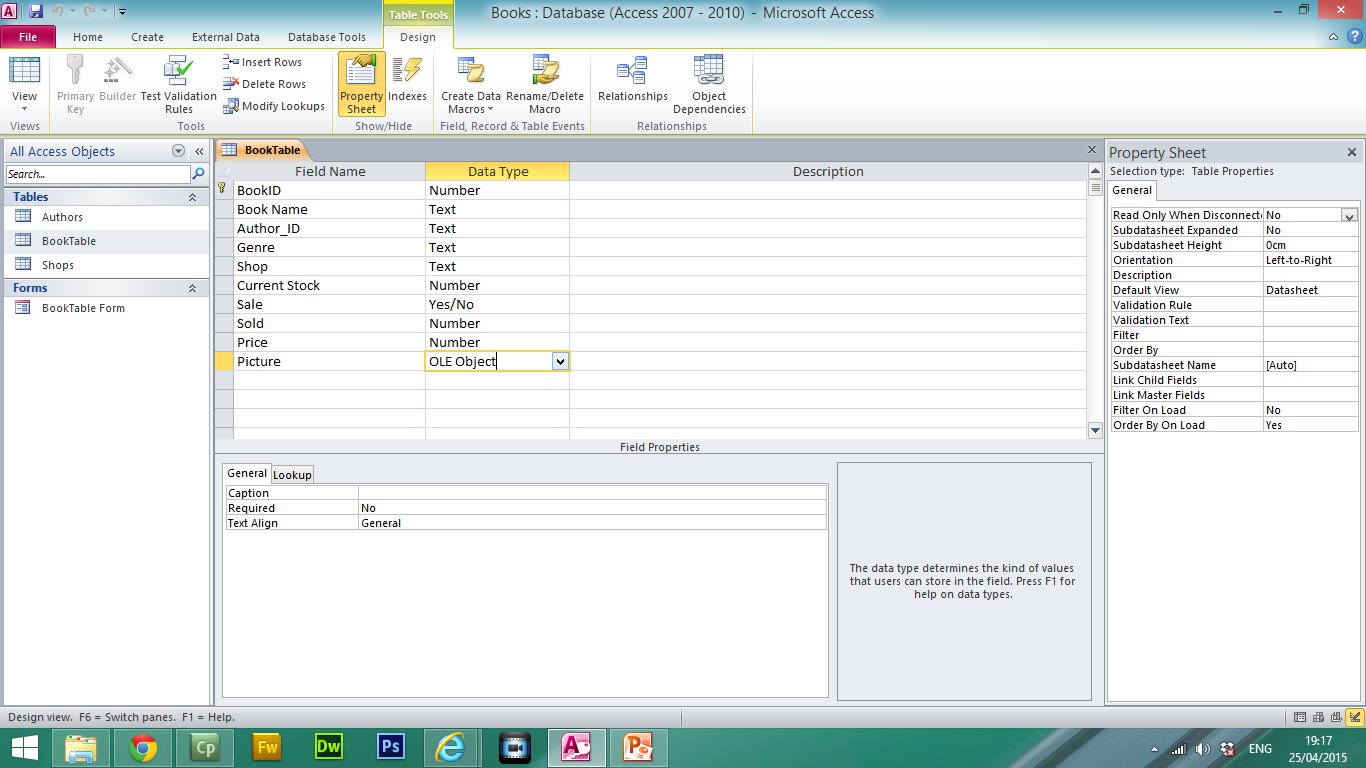 Table Tools
Books : Database (Access 2007 - 2010) - Microsoft Access
File Home Create External Data Database Tools Design
View
Primary Key
Builder
Test Validation Rules
Insert Rows
Delete Rows
Modify Lookups
Property Sheet
Indexes
Create Data Macros
Rename/Delete Macro
Relationships
Object Dependencies
Views Tools Show/Hide Field, Record & Table Events Relationships
All Access Objects
Search...
Tables
Authors
BookTable
Shops
Forms
BookTable Form
BookTable
Field Name Data Type Description
BookID Number
Book Name Text
Author_ID Text
Genre Text
Shop Text
Current Stock Number
Sale Yes/No
Sold Number
Price Number
Picture OLE Object
Field Properties
General Lookup
Caption
Required No
Text Align General
The data type determines the kind of values
that users can store in the field. Press F1 for
help on data types.
Property Sheet
Selection type: Table Properties
General
Read Only When Disconnecte No
Subdatasheet Expanded No
Subdatasheet Height 0cm
Orientation Left-to-Right
Description
Default View Datasheet
Validation Rule
Validation Text
Filter
Order By
Subdatasheet Name [Auto]
Link Child Fields
Link Master Fields
Filter On Load No
Order By On Load Yes
Design view. F6 = Switch panes. F1 = Help.
Cp Fw Dw Ps A P
ENG
19:17
25/04/2015